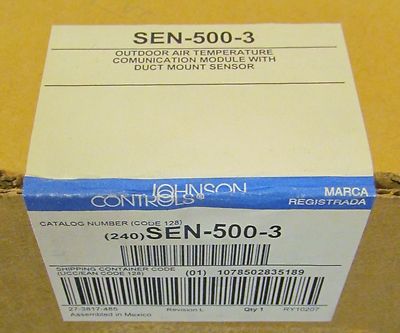 SEN-500-3
OUTDOOR AIR TEMPERATURE
COMUNICATION MODULE WITH
DUCT MOUNT SENSOR
JOHNSON
CONTROLS®
MARCA
REGISTRADA
CATALOG NUMBER (CODE 128)
(240)SEN-500-3
SHIPPING CONTAINER CODE
(UCC/EAN CODE 128)
(01) 1078502835189
27-3817-485 Revision L Qty 1 RY10207
Assembled in Mexico